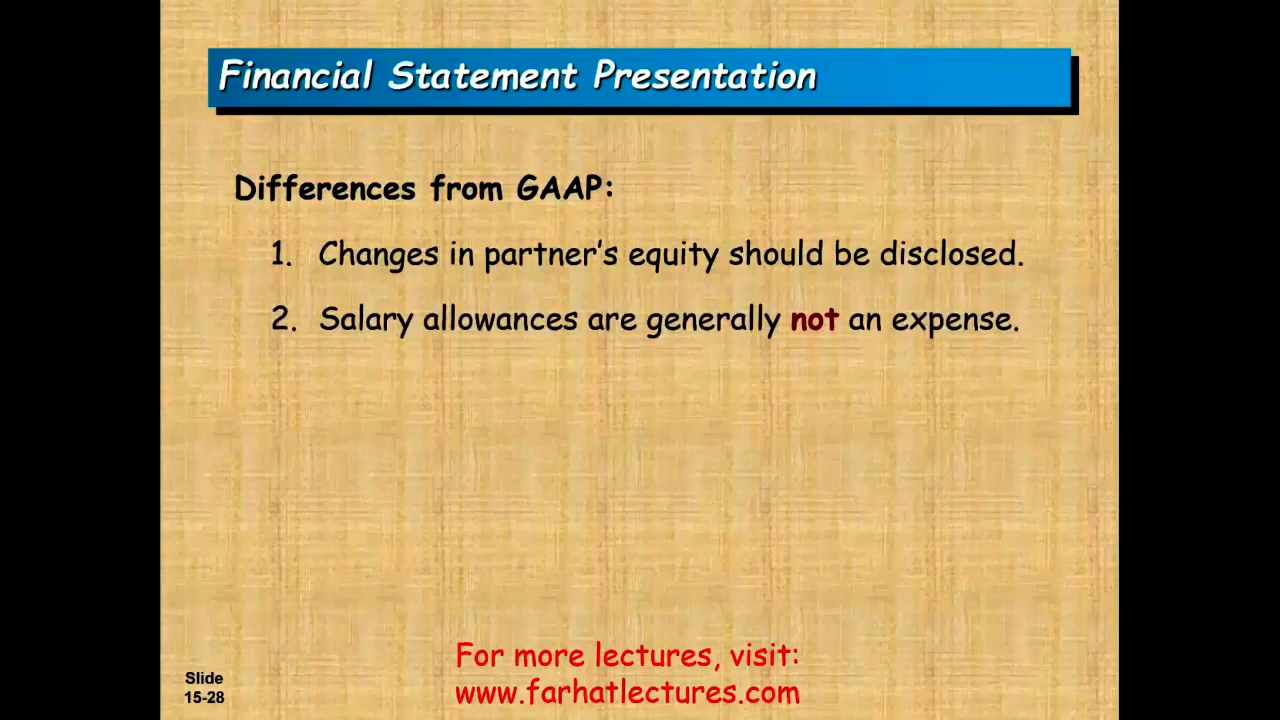 Financial Statement Presentation
Differences from GAAP:
1. Changes in partner's equity should be disclosed.
2. Salary allowances are generally not an expense.
For more lectures, visit:
www.farhatlectures.com
Slide
15-28